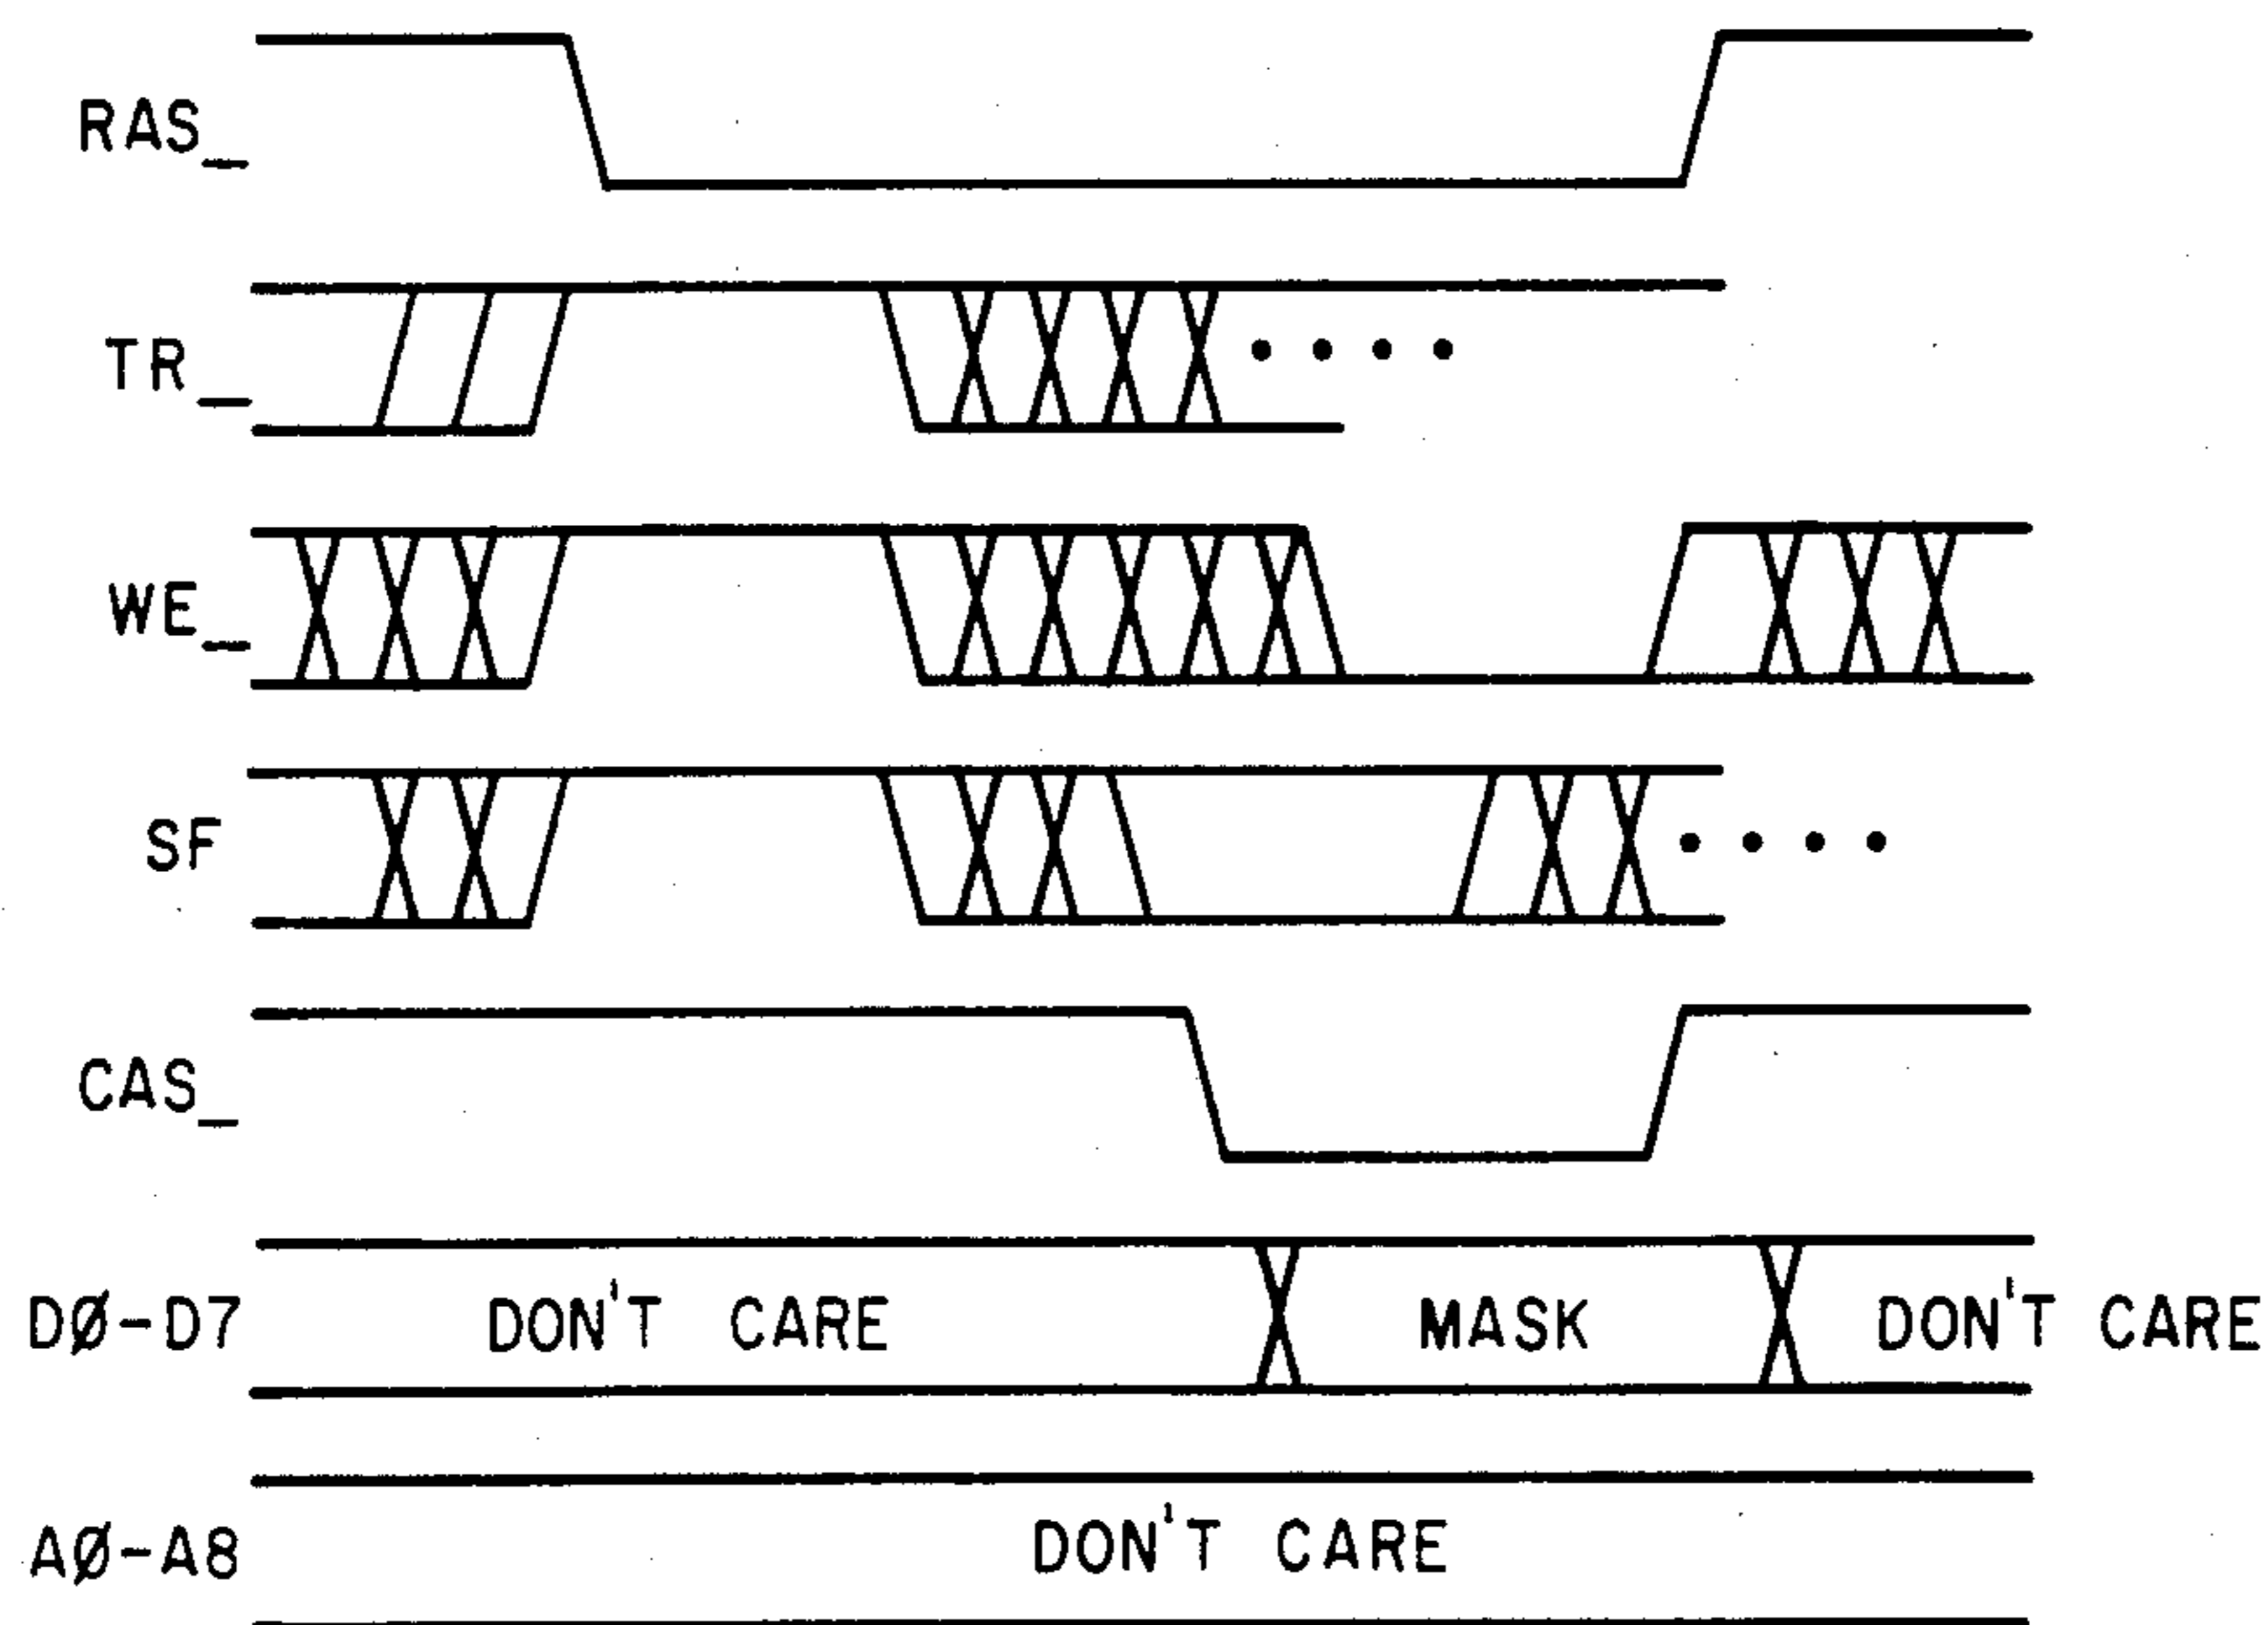 RAS_
TR_
WE_
SF
CAS_
DØ-D7 DON'T CARE MASK DON'T CARE
AØ-A8 DON'T CARE